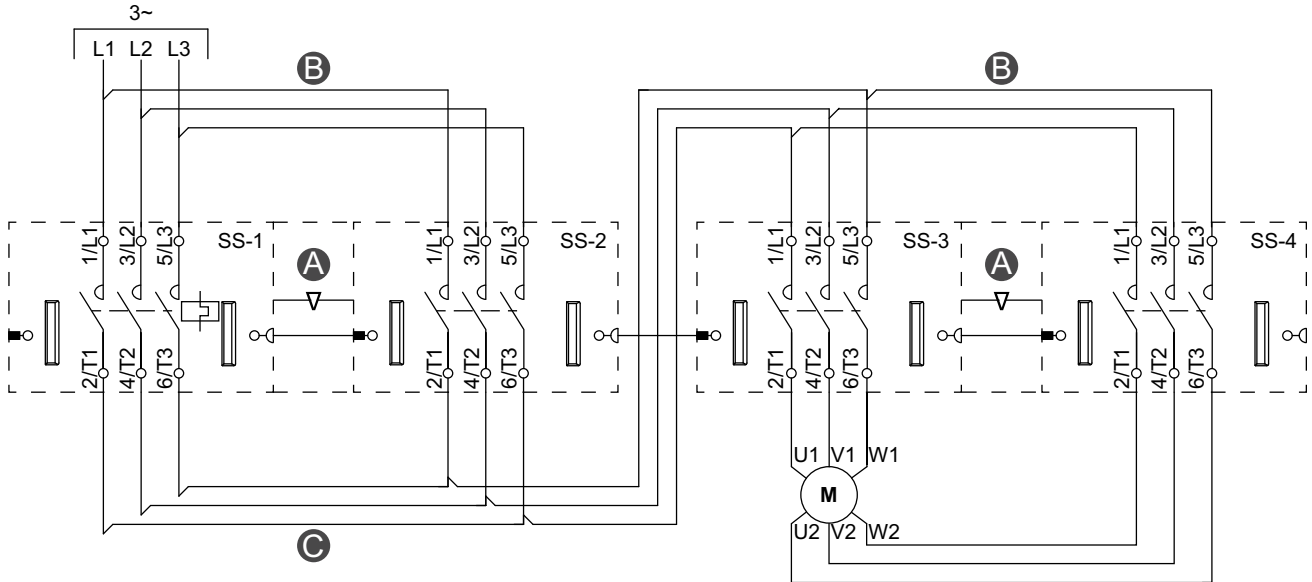 3~
L1 L2 L3
B B
1/L1 3/L2 5/L3 SS-1 1/L1 3/L2 5/L3 SS-2 1/L1 3/L2 5/L3 SS-3 1/L1 3/L2 5/L3 SS-4
A A
2/T1 4/T2 6/T3 2/T1 4/T2 6/T3 2/T1 4/T2 6/T3 2/T1 4/T2 6/T3
U1 V1 W1
M
U2 V2 W2
C